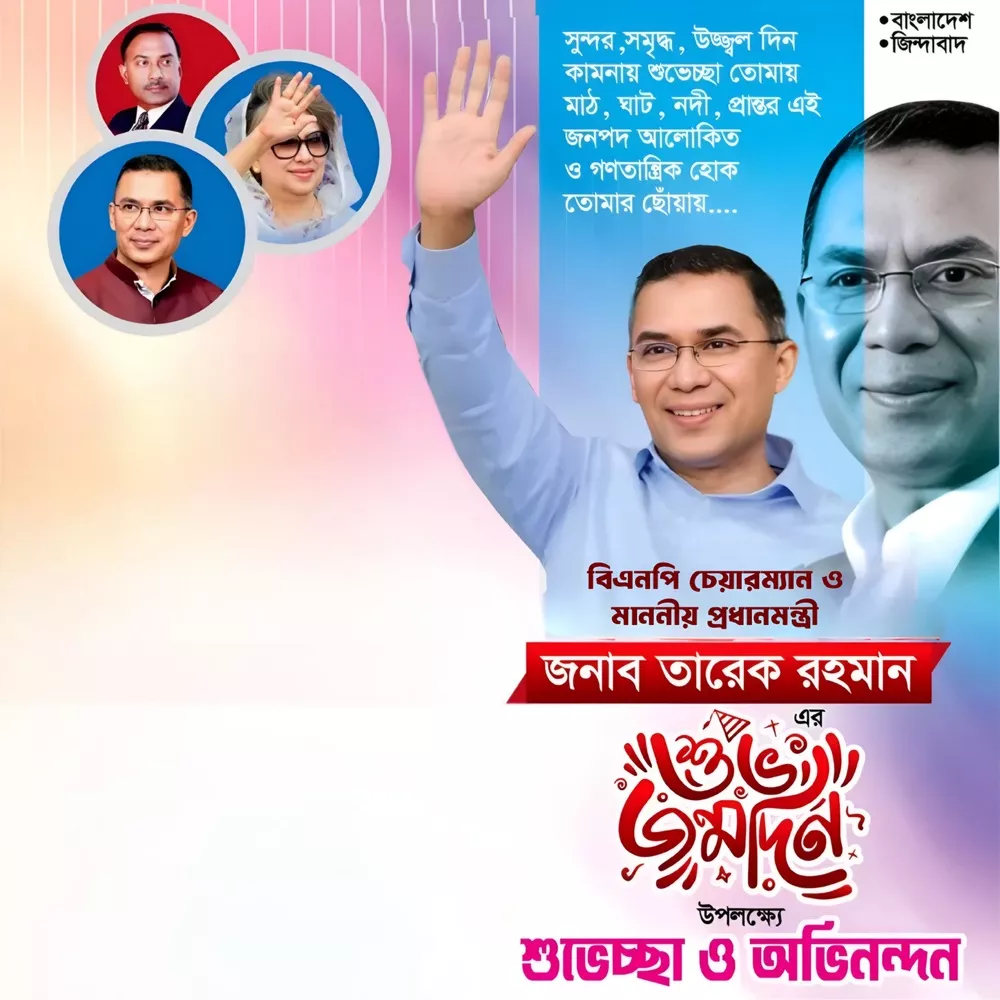 •বাংলাদেশ
•জিন্দাবাদ
সুন্দর,সমৃদ্ধ, উজ্জ্বল দিন
কামনায় শুভেচ্ছা তোমায়
মাঠ, ঘাট, নদী, প্রান্তর এই
জনপদ আলোকিত
ও গণতান্ত্রিক হোক
তোমার ছোঁয়ায়....
বিএনপি চেয়ারম্যান ও
মাননীয় প্রধানমন্ত্রী
জনাব তারেক রহমান
এর
শুভ
জন্মদিন
উপলক্ষ্যে
শুভেচ্ছা ও অভিনন্দন